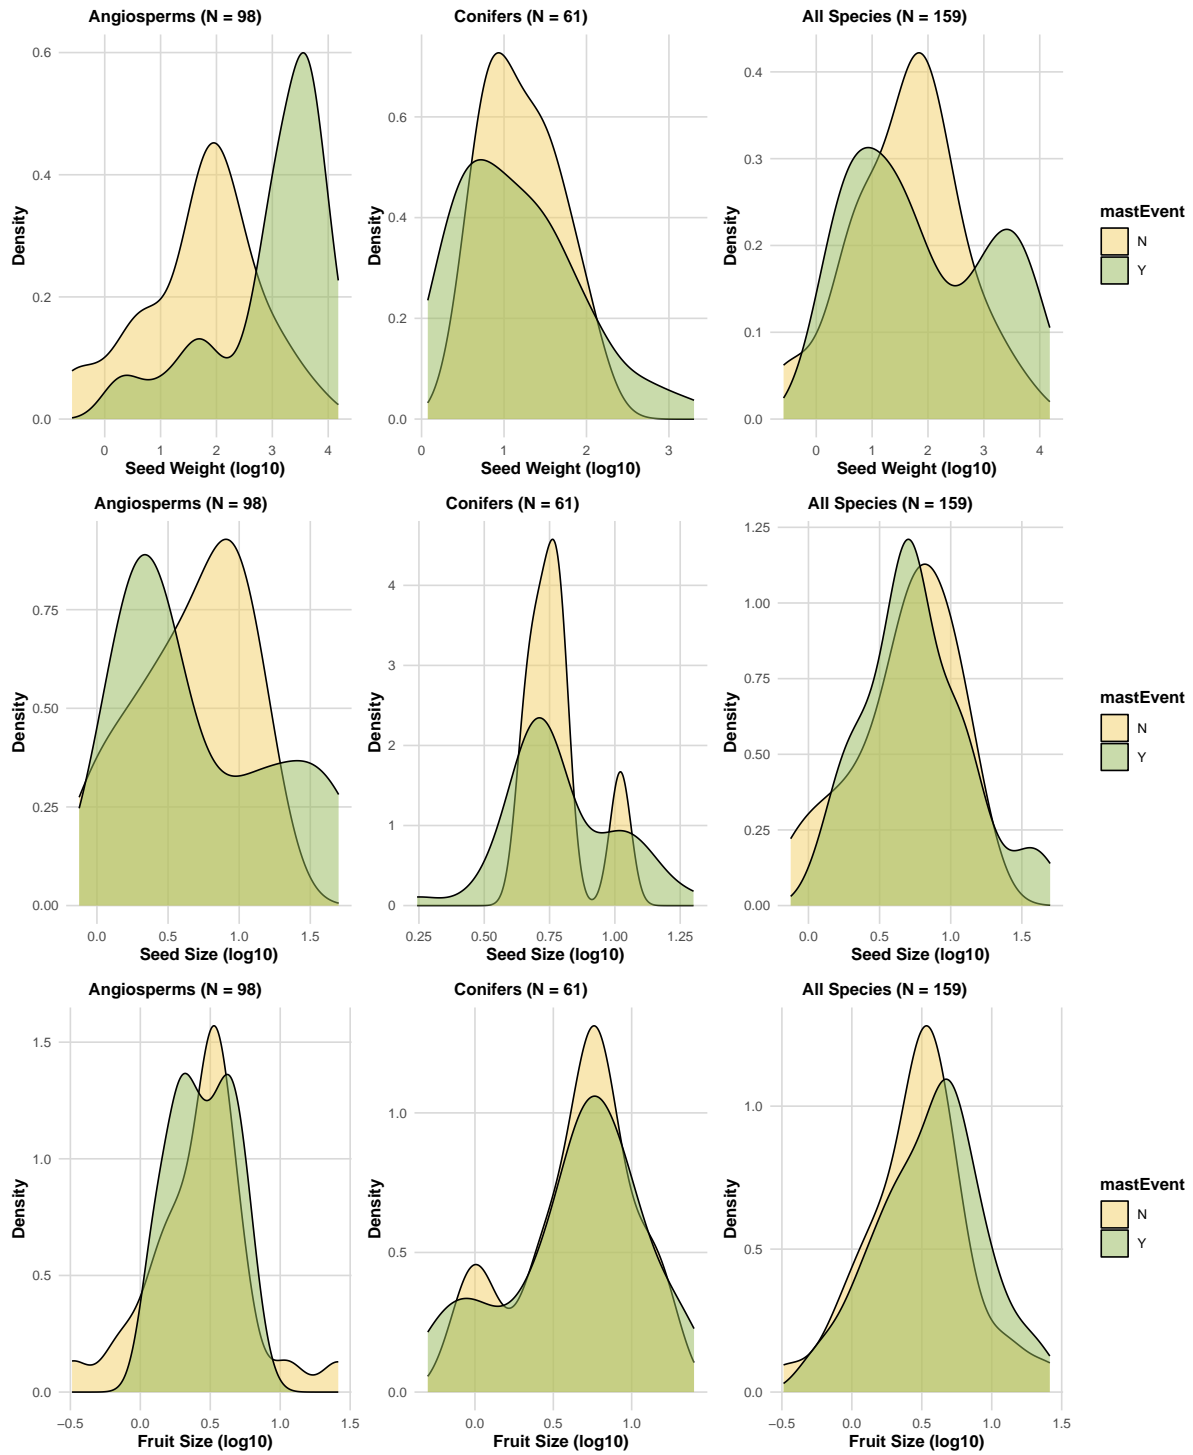 Angiosperms (N = 98)
Conifers (N = 61)
All Species (N = 159)
0.6
0.4
0.2
0.0
Density
0 1 2 3 4
Seed Weight (log10)
0.6
0.4
0.2
0.0
Density
0 1 2 3
Seed Weight (log10)
0.4
0.3
0.2
0.1
0.0
Density
0 1 2 3 4
Seed Weight (log10)
mastEvent
N
Y
Angiosperms (N = 98)
Conifers (N = 61)
All Species (N = 159)
0.75
0.50
0.25
0.00
Density
0.0 0.5 1.0 1.5
Seed Size (log10)
4
3
2
1
0
Density
0.25 0.50 0.75 1.00 1.25
Seed Size (log10)
1.25
1.00
0.75
0.50
0.25
0.00
Density
0.0 0.5 1.0 1.5
Seed Size (log10)
mastEvent
N
Y
Angiosperms (N = 98)
Conifers (N = 61)
All Species (N = 159)
1.5
1.0
0.5
0.0
Density
−0.5 0.0 0.5 1.0 1.5
Fruit Size (log10)
1.0
0.5
0.0
Density
0.0 0.5 1.0
Fruit Size (log10)
1.0
0.5
0.0
Density
−0.5 0.0 0.5 1.0 1.5
Fruit Size (log10)
mastEvent
N
Y